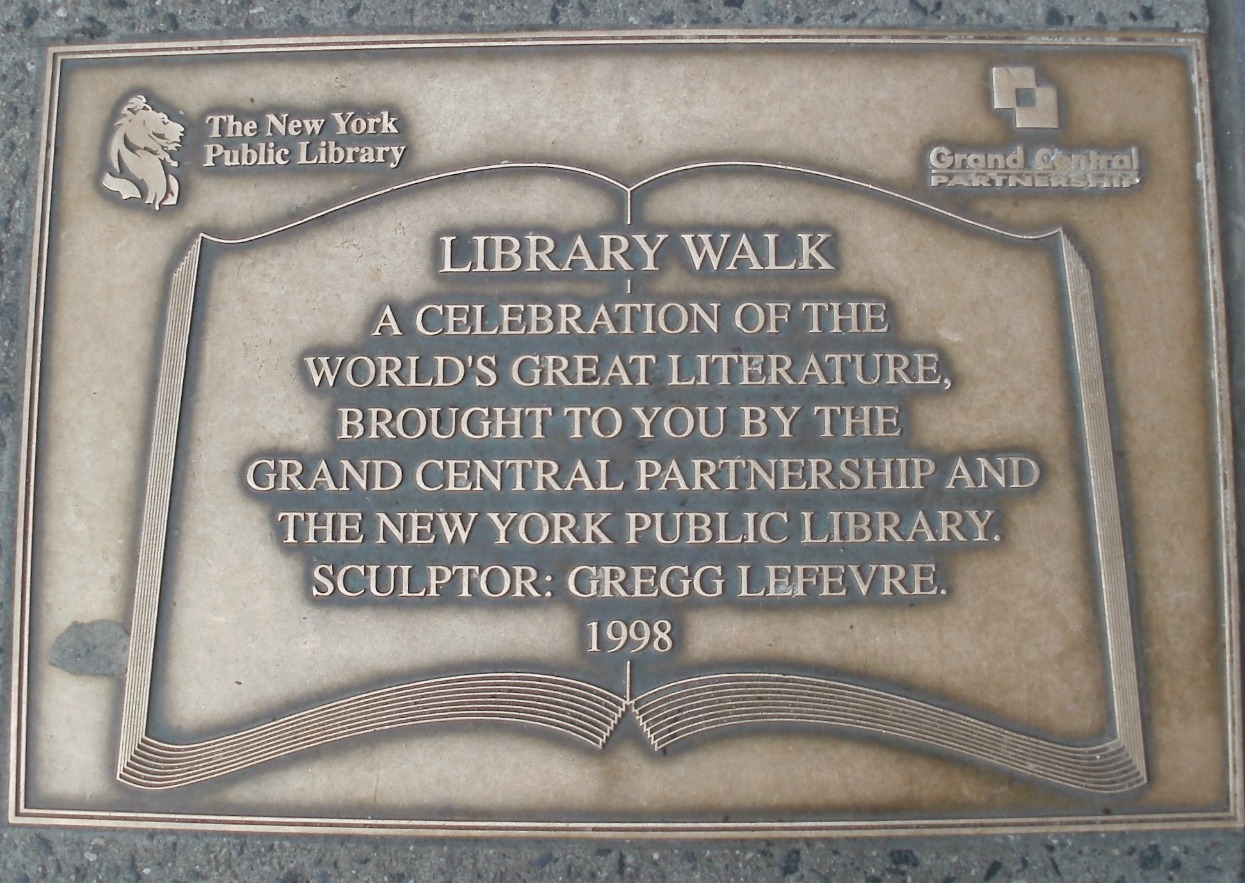 The New York
Public Library
Grand Central
PARTNERSHIP
LIBRARY WALK
A CELEBRATION OF THE
WORLD'S GREAT LITERATURE,
BROUGHT TO YOU BY THE
GRAND CENTRAL PARTNERSHIP AND
THE NEW YORK PUBLIC LIBRARY.
SCULPTOR: GREGG LEFEVRE.
1998